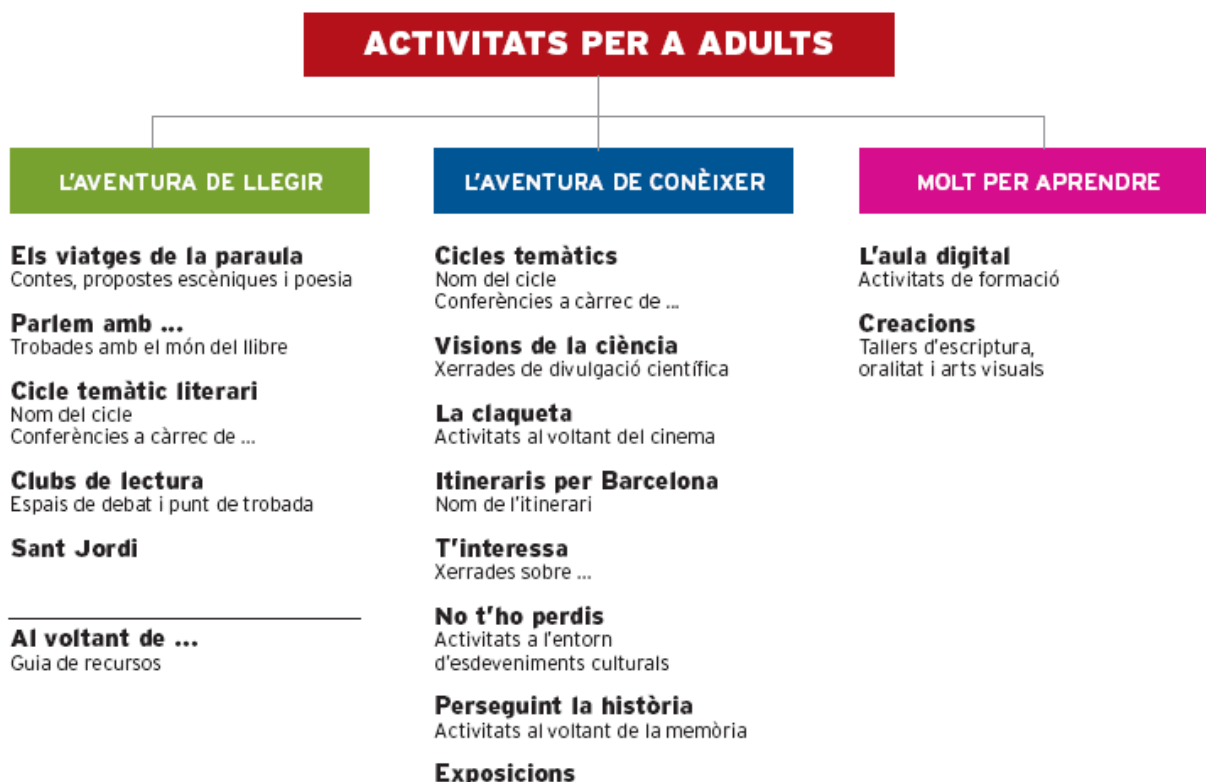 ACTIVITATS PER A ADULTS
L'AVENTURA DE LLEGIR
Els viatges de la paraula
Contes, propostes escèniques i poesia
Parlem amb ...
Trobades amb el món del llibre
Cicle temàtic literari
Nom del cicle
Conferències a càrrec de ...
Clubs de lectura
Espais de debat i punt de trobada
Sant Jordi
Al voltant de ...
Guia de recursos
L'AVENTURA DE CONÈIXER
Cicles temàtics
Nom del cicle
Conferències a càrrec de ...
Visions de la ciència
Xerrades de divulgació científica
La claqueta
Activitats al voltant del cinema
Itineraris per Barcelona
Nom de l'itinerari
T'interessa
Xerrades sobre ...
No t'ho perdis
Activitats a l'entorn
d'esdeveniments culturals
Perseguint la història
Activitats al voltant de la memòria
Exposicions
MOLT PER APRENDRE
L'aula digital
Activitats de formació
Creacions
Tallers d'escriptura,
oralitat i arts visuals